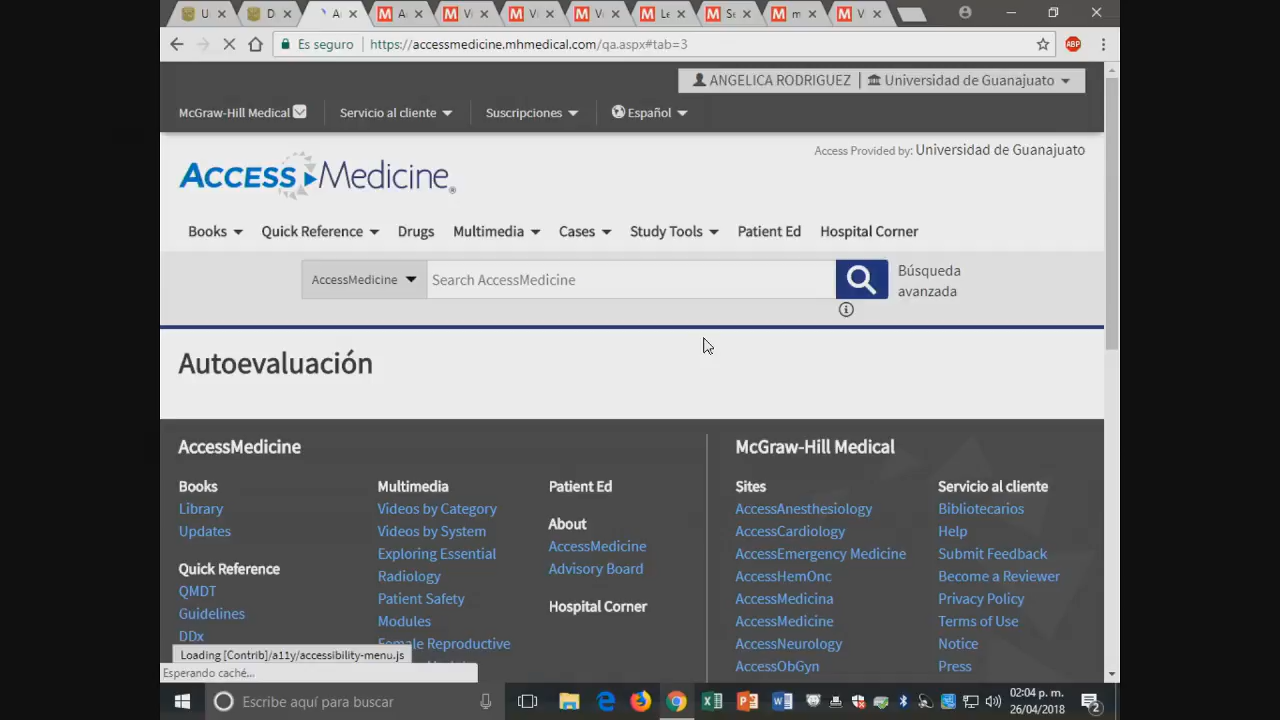 Es seguro | https://accessmedicine.mhmedical.com/qa.aspx#tab=3
ABP
ANGELICA RODRIGUEZ | Universidad de Guanajuato
McGraw-Hill Medical Servicio al cliente Suscripciones Español
Access Provided by: Universidad de Guanajuato
ACCESS Medicine®
Books Quick Reference Drugs Multimedia Cases Study Tools Patient Ed Hospital Corner
AccessMedicine Search AccessMedicine
Búsqueda
avanzada
Autoevaluación
AccessMedicine
Books
Library
Updates
Quick Reference
QMDT
Guidelines
DDx
Multimedia
Videos by Category
Videos by System
Exploring Essential
Radiology
Patient Safety
Modules
Female Reproductive
Patient Ed
About
AccessMedicine
Advisory Board
Hospital Corner
McGraw-Hill Medical
Sites
AccessAnesthesiology
AccessCardiology
AccessEmergency Medicine
AccessHemOnc
AccessMedicina
AccessMedicine
AccessNeurology
AccessObGyn
Servicio al cliente
Bibliotecarios
Help
Submit Feedback
Become a Reviewer
Privacy Policy
Terms of Use
Notice
Press
Loading [Contrib]/a11y/accessibility-menu.js
Esperando caché...
Escribe aquí para buscar
02:04 p. m.
26/04/2018
2